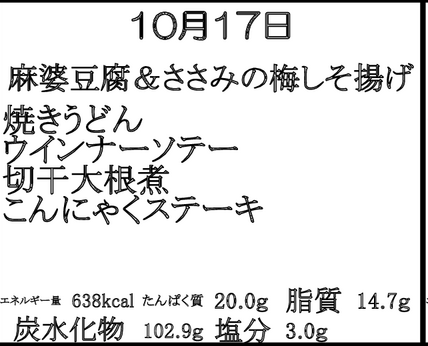 10月17日
麻婆豆腐＆ささみの梅しそ揚げ
焼きうどん
ウインナーソテー
切干大根煮
こんにゃくステーキ
エネルギー量 638kcal たんぱく質 20.0g 脂質 14.7g
炭水化物 102.9g 塩分 3.0g